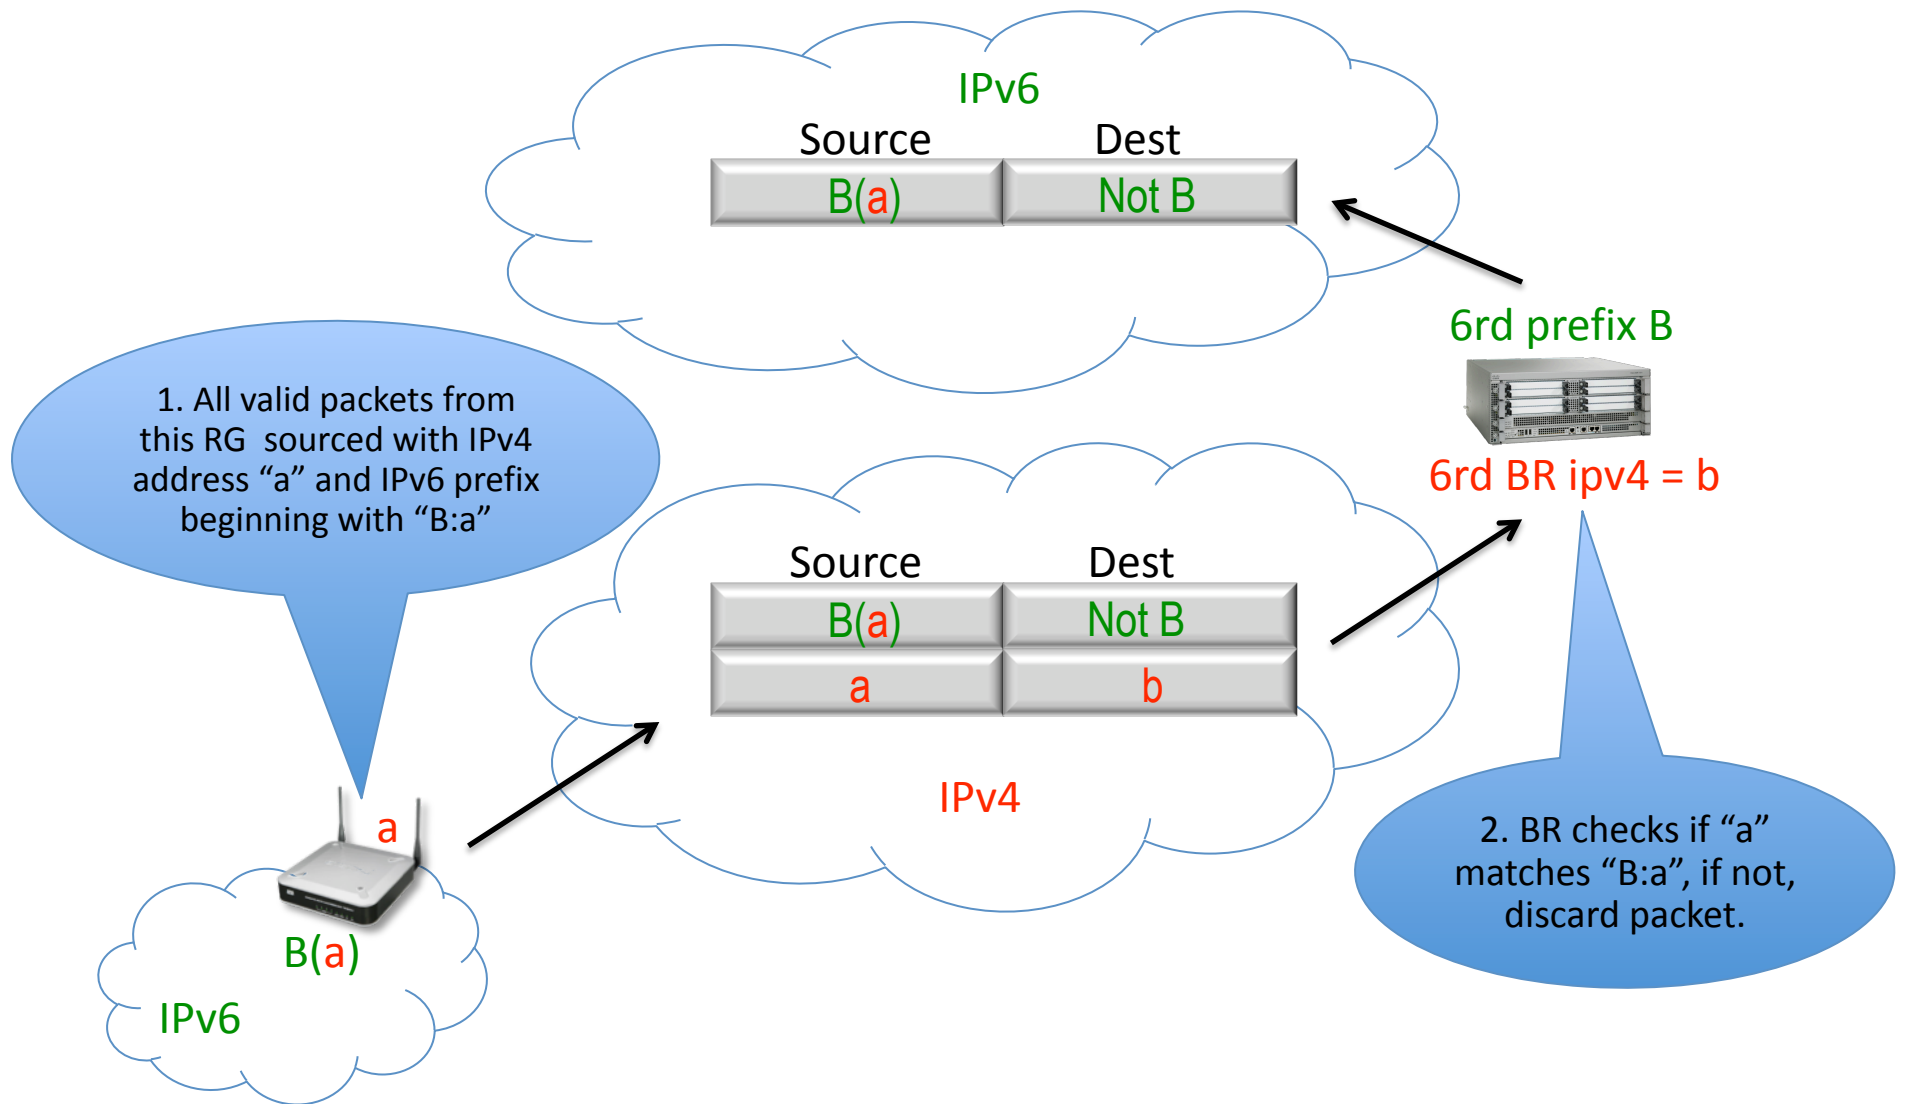 IPv6
Source Dest
B(a) Not B
6rd prefix B
1. All valid packets from
this RG sourced with IPv4
address “a” and IPv6 prefix
beginning with “B:a”
6rd BR ipv4 = b
Source Dest
B(a) Not B
a b
IPv4
a
2. BR checks if “a”
matches “B:a”, if not,
discard packet.
B(a)
IPv6